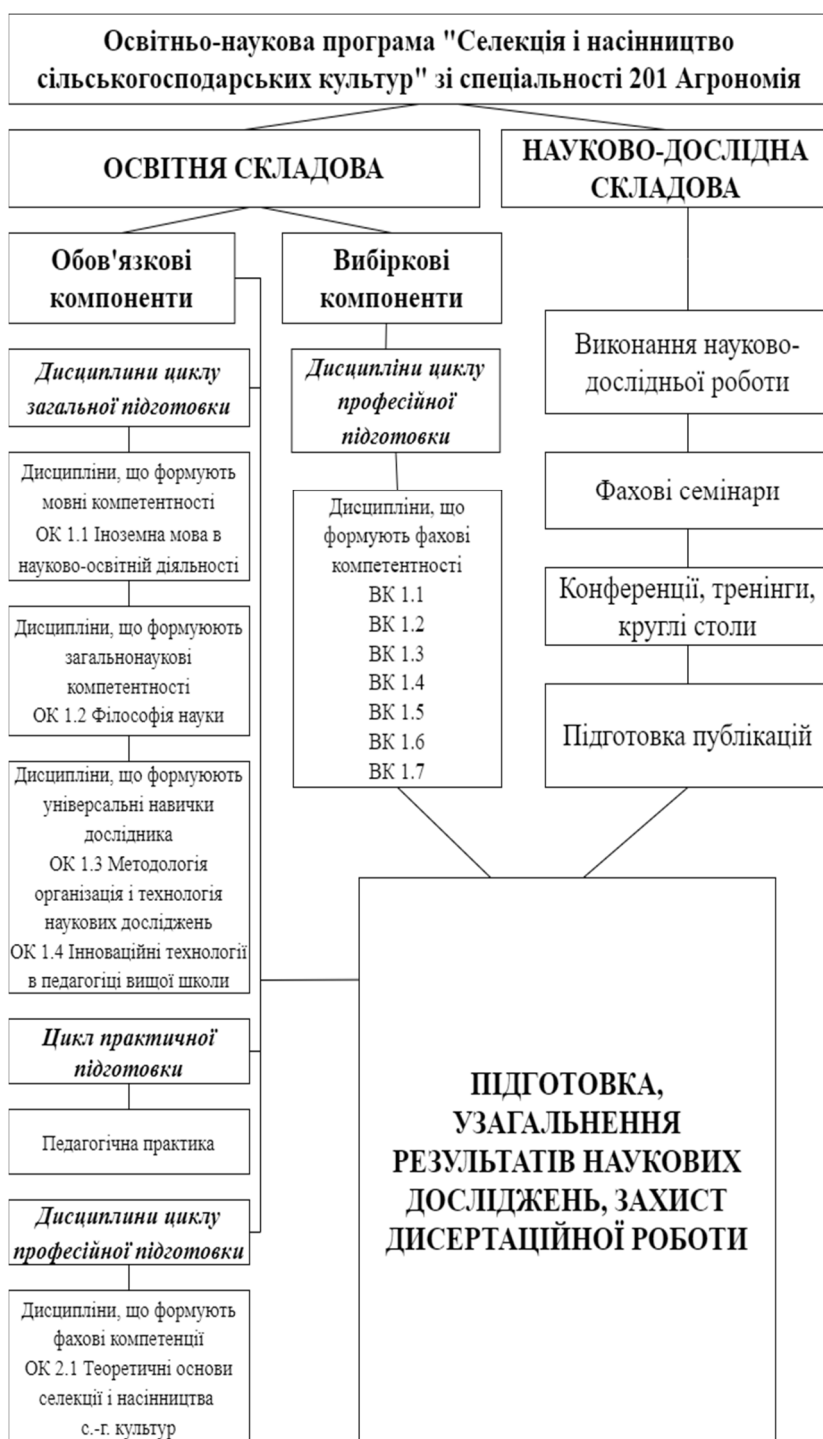 Освітньо-наукова програма "Селекція і насінництво
сільськогосподарських культур" зі спеціальності 201 Агрономія
ОСВІТНЯ СКЛАДОВА
НАУКОВО-ДОСЛІДНА
СКЛАДОВА
Обов'язкові
компоненти
Вибіркові
компоненти
Дисциплини циклу
загальної підготовки
Дисципліни, що формують
мовні компетентності
ОК 1.1 Іноземна мова в
науково-освітній діяльності
Дисципліни, що формуюють
загальнонаукові
компетентності
ОК 1.2 Філософія науки
Дисципліни, що формуюють
універсальні навички
дослідника
ОК 1.3 Методологія
організація і технологія
наукових досліджень
ОК 1.4 Інноваційні технології
в педагогіці вищої школи
Цикл практичної
підготовки
Педагогічна практика
Дисциплини циклу
професійної підготовки
Дисципліни, що формують
фахові компетенції
ОК 2.1 Теоретичні основи
селекції і насінництва
с.-г. культур
Дисципліни циклу
професійної
підготовки
Дисципліни, що
формують фахові
компетентності
ВК 1.1
ВК 1.2
ВК 1.3
ВК 1.4
ВК 1.5
ВК 1.6
ВК 1.7
Виконання науково-
дослідньої роботи
Фахові семінари
Конференції, тренінги,
круглі столи
Підготовка публікацій
ПІДГОТОВКА,
УЗАГАЛЬНЕННЯ
РЕЗУЛЬТАТІВ НАУКОВИХ
ДОСЛІДЖЕНЬ, ЗАХИСТ
ДИСЕРТАЦІЙНОЇ РОБОТИ